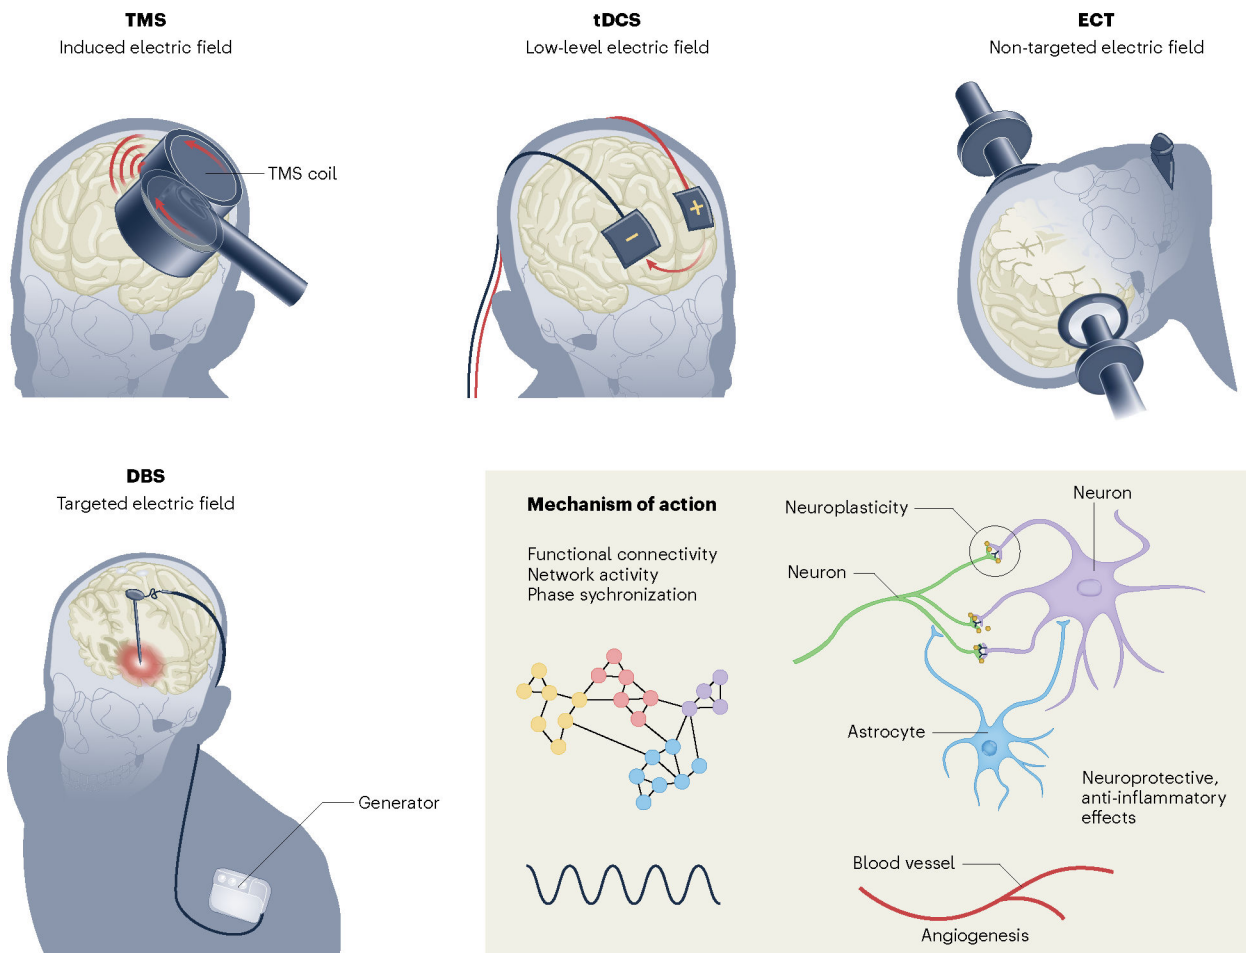 TMS
Induced electric field
TMS coil
tDCS
Low-level electric field
−
+
ECT
Non-targeted electric field
DBS
Targeted electric field
Generator
Mechanism of action
Functional connectivity
Network activity
Phase sychronization
Neuroplasticity
Neuron
Neuron
Astrocyte
Neuroprotective,
anti-inflammatory
effects
Blood vessel
Angiogenesis